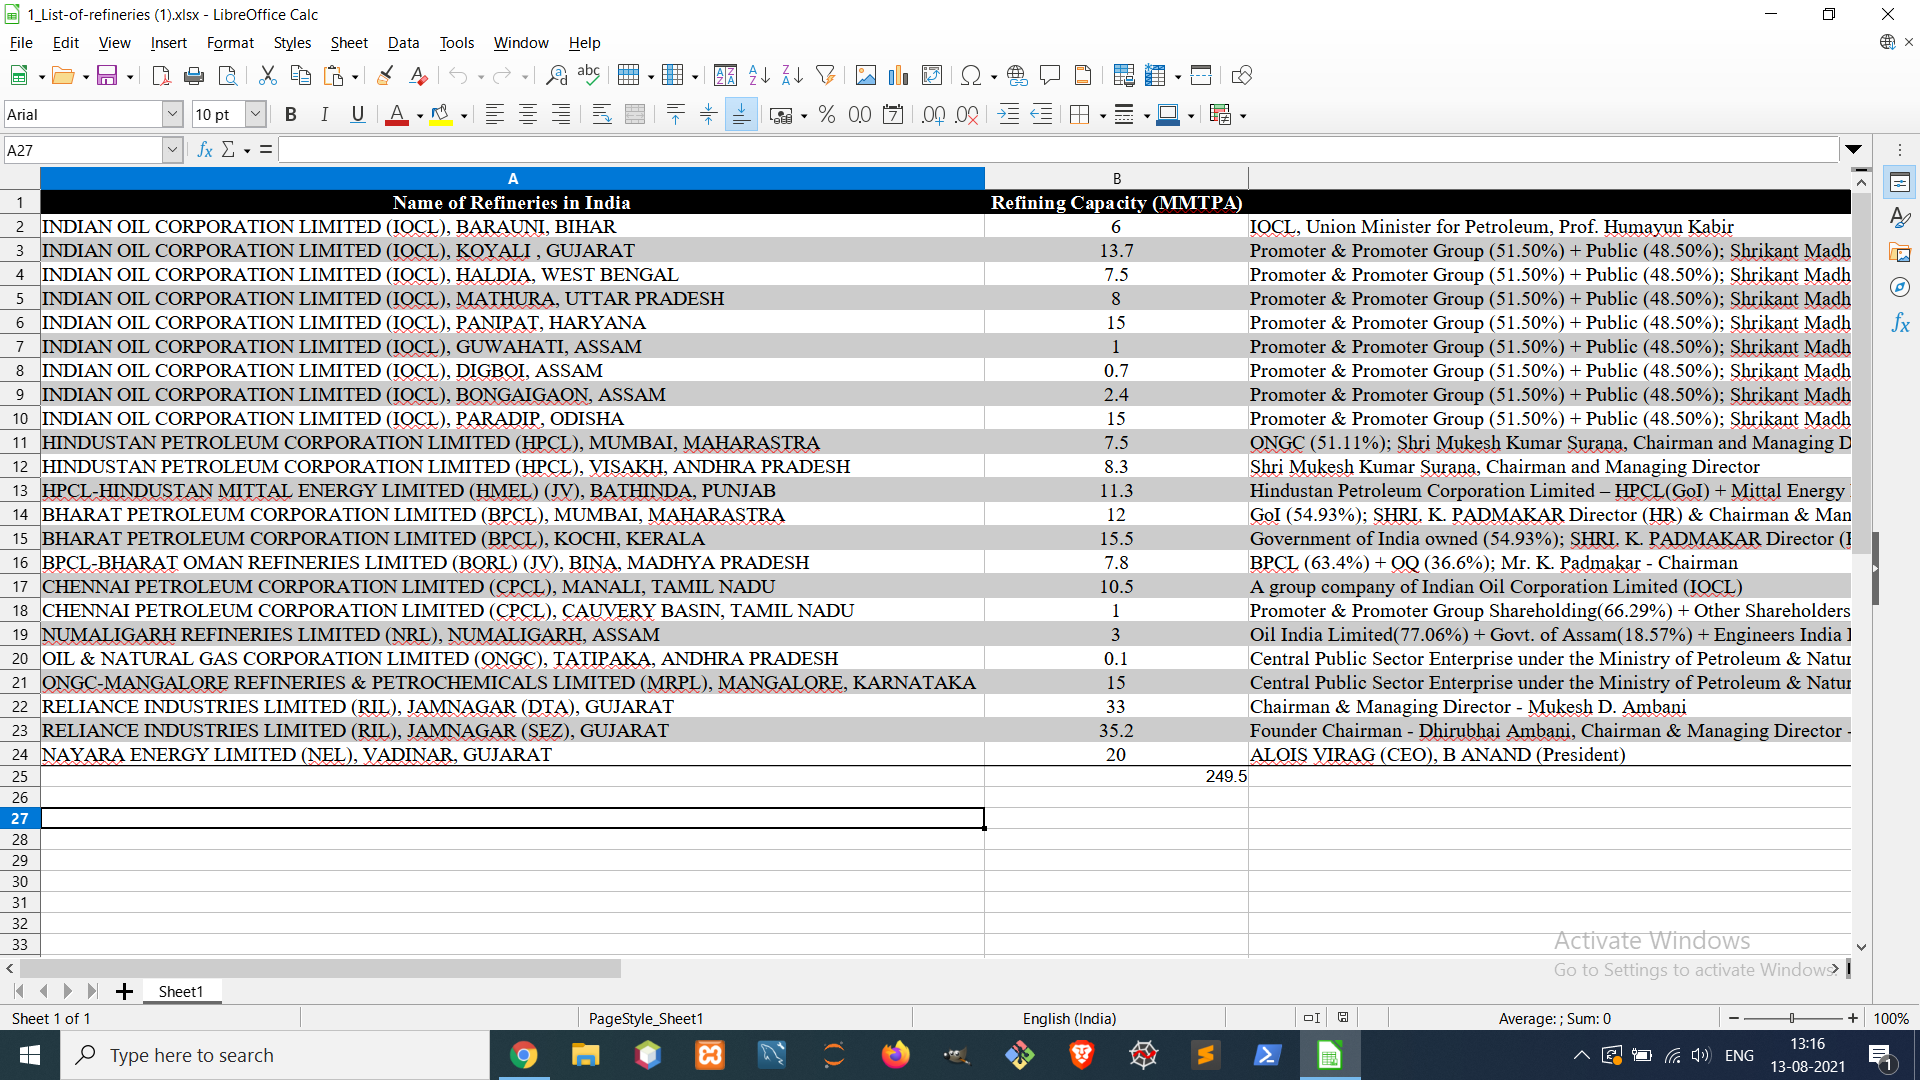 1_List-of-refineries (1).xlsx - LibreOffice Calc
File Edit View Insert Format Styles Sheet Data Tools Window Help
Arial 10 pt
A27
A B
1 Name of Refineries in India Refining Capacity (MMTPA)
2 INDIAN OIL CORPORATION LIMITED (IOCL), BARAUNI, BIHAR 6 IOCL, Union Minister for Petroleum, Prof. Humayun Kabir
3 INDIAN OIL CORPORATION LIMITED (IOCL), KOYALI , GUJARAT 13.7 Promoter & Promoter Group (51.50%) + Public (48.50%); Shrikant Madh
4 INDIAN OIL CORPORATION LIMITED (IOCL), HALDIA, WEST BENGAL 7.5 Promoter & Promoter Group (51.50%) + Public (48.50%); Shrikant Madh
5 INDIAN OIL CORPORATION LIMITED (IOCL), MATHURA, UTTAR PRADESH 8 Promoter & Promoter Group (51.50%) + Public (48.50%); Shrikant Madh
6 INDIAN OIL CORPORATION LIMITED (IOCL), PANIPAT, HARYANA 15 Promoter & Promoter Group (51.50%) + Public (48.50%); Shrikant Madh
7 INDIAN OIL CORPORATION LIMITED (IOCL), GUWAHATI, ASSAM 1 Promoter & Promoter Group (51.50%) + Public (48.50%); Shrikant Madh
8 INDIAN OIL CORPORATION LIMITED (IOCL), DIGBOI, ASSAM 0.7 Promoter & Promoter Group (51.50%) + Public (48.50%); Shrikant Madh
9 INDIAN OIL CORPORATION LIMITED (IOCL), BONGAIGAON, ASSAM 2.4 Promoter & Promoter Group (51.50%) + Public (48.50%); Shrikant Madh
10 INDIAN OIL CORPORATION LIMITED (IOCL), PARADIP, ODISHA 15 Promoter & Promoter Group (51.50%) + Public (48.50%); Shrikant Madh
11 HINDUSTAN PETROLEUM CORPORATION LIMITED (HPCL), MUMBAI, MAHARASTRA 7.5 ONGC (51.11%); Shri Mukesh Kumar Surana, Chairman and Managing D
12 HINDUSTAN PETROLEUM CORPORATION LIMITED (HPCL), VISAKH, ANDHRA PRADESH 8.3 Shri Mukesh Kumar Surana, Chairman and Managing Director
13 HPCL-HINDUSTAN MITTAL ENERGY LIMITED (HMEL) (JV), BATHINDA, PUNJAB 11.3 Hindustan Petroleum Corporation Limited – HPCL(GoI) + Mittal Energy
14 BHARAT PETROLEUM CORPORATION LIMITED (BPCL), MUMBAI, MAHARASTRA 12 GoI (54.93%); SHRI. K. PADMAKAR Director (HR) & Chairman & Man
15 BHARAT PETROLEUM CORPORATION LIMITED (BPCL), KOCHI, KERALA 15.5 Government of India owned (54.93%); SHRI. K. PADMAKAR Director (
16 BPCL-BHARAT OMAN REFINERIES LIMITED (BORL) (JV), BINA, MADHYA PRADESH 7.8 BPCL (63.4%) + OQ (36.6%); Mr. K. Padmakar - Chairman
17 CHENNAI PETROLEUM CORPORATION LIMITED (CPCL), MANALI, TAMIL NADU 10.5 A group company of Indian Oil Corporation Limited (IOCL)
18 CHENNAI PETROLEUM CORPORATION LIMITED (CPCL), CAUVERY BASIN, TAMIL NADU 1 Promoter & Promoter Group Shareholding(66.29%) + Other Shareholders
19 NUMALIGARH REFINERIES LIMITED (NRL), NUMALIGARH, ASSAM 3 Oil India Limited(77.06%) + Govt. of Assam(18.57%) + Engineers India
20 OIL & NATURAL GAS CORPORATION LIMITED (ONGC), TATIPAKA, ANDHRA PRADESH 0.1 Central Public Sector Enterprise under the Ministry of Petroleum & Natur
21 ONGC-MANGALORE REFINERIES & PETROCHEMICALS LIMITED (MRPL), MANGALORE, KARNATAKA 15 Central Public Sector Enterprise under the Ministry of Petroleum & Natur
22 RELIANCE INDUSTRIES LIMITED (RIL), JAMNAGAR (DTA), GUJARAT 33 Chairman & Managing Director - Mukesh D. Ambani
23 RELIANCE INDUSTRIES LIMITED (RIL), JAMNAGAR (SEZ), GUJARAT 35.2 Founder Chairman - Dhirubhai Ambani, Chairman & Managing Director -
24 NAYARA ENERGY LIMITED (NEL), VADINAR, GUJARAT 20 ALOIS VIRAG (CEO), B ANAND (President)
25 249.5
26
27
28
29
30
31
32
33
Activate Windows
Go to Settings to activate Windows.
Sheet1
Sheet 1 of 1 PageStyle_Sheet1 English (India) Average: ; Sum: 0 100%
Type here to search ENG 13:16
13-08-2021 1